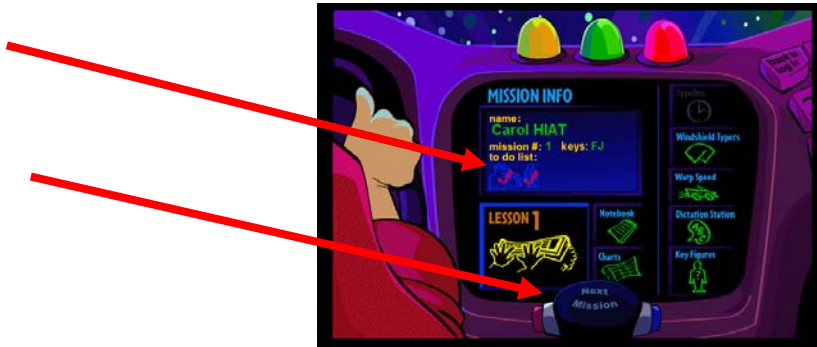 back to
log in
MISSION INFO
name:
Carol HIAT
mission #: 1 keys: FJ
to do list:
Windshield Typers
Warp Speed
LESSON 1
Notebook
Dictation Station
Charts
Key Figures
Next
Mission